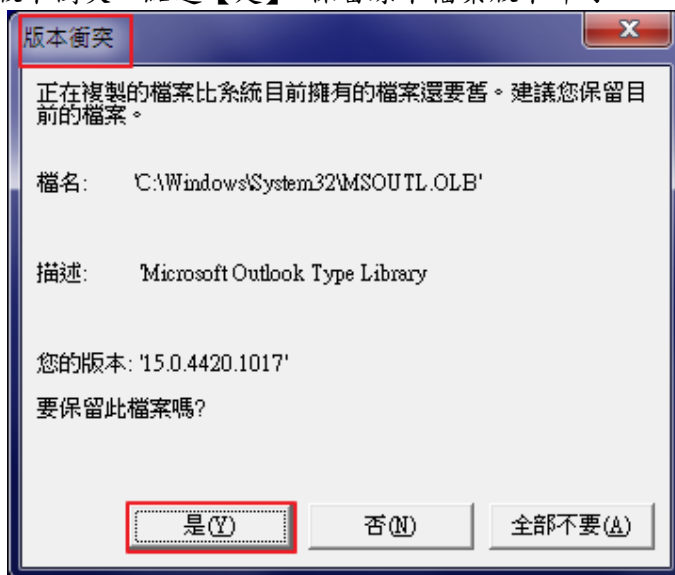 版本衝突
正在複製的檔案比系統目前擁有的檔案還要舊。建議您保留目
前的檔案。
檔名: 'C:\Windows\System32\MSOUTL.OLB'
描述: 'Microsoft Outlook Type Library
您的版本: '15.0.4420.1017'
要保留此檔案嗎?
是(Y) 否(N) 全部不要(A)